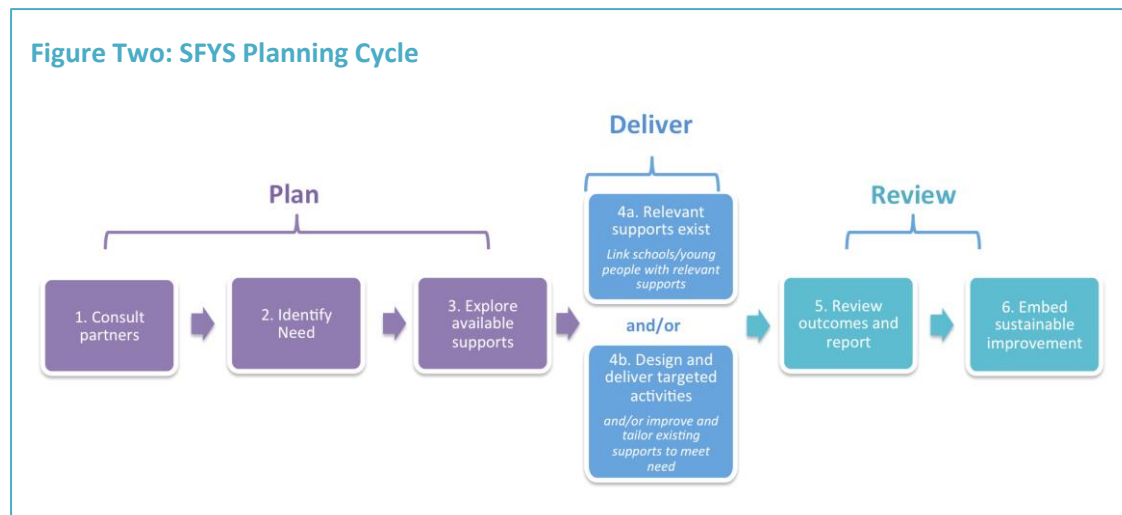 Figure Two: SFYS Planning Cycle
Plan
1. Consult
partners
2. Identify
Need
3. Explore
available
supports
Deliver
4a. Relevant
supports exist
Link schools/young
people with relevant
supports
and/or
4b. Design and
deliver targeted
activities
and/or improve and
tailor existing
supports to meet
need
Review
5. Review
outcomes and
report
6. Embed
sustainable
improvement